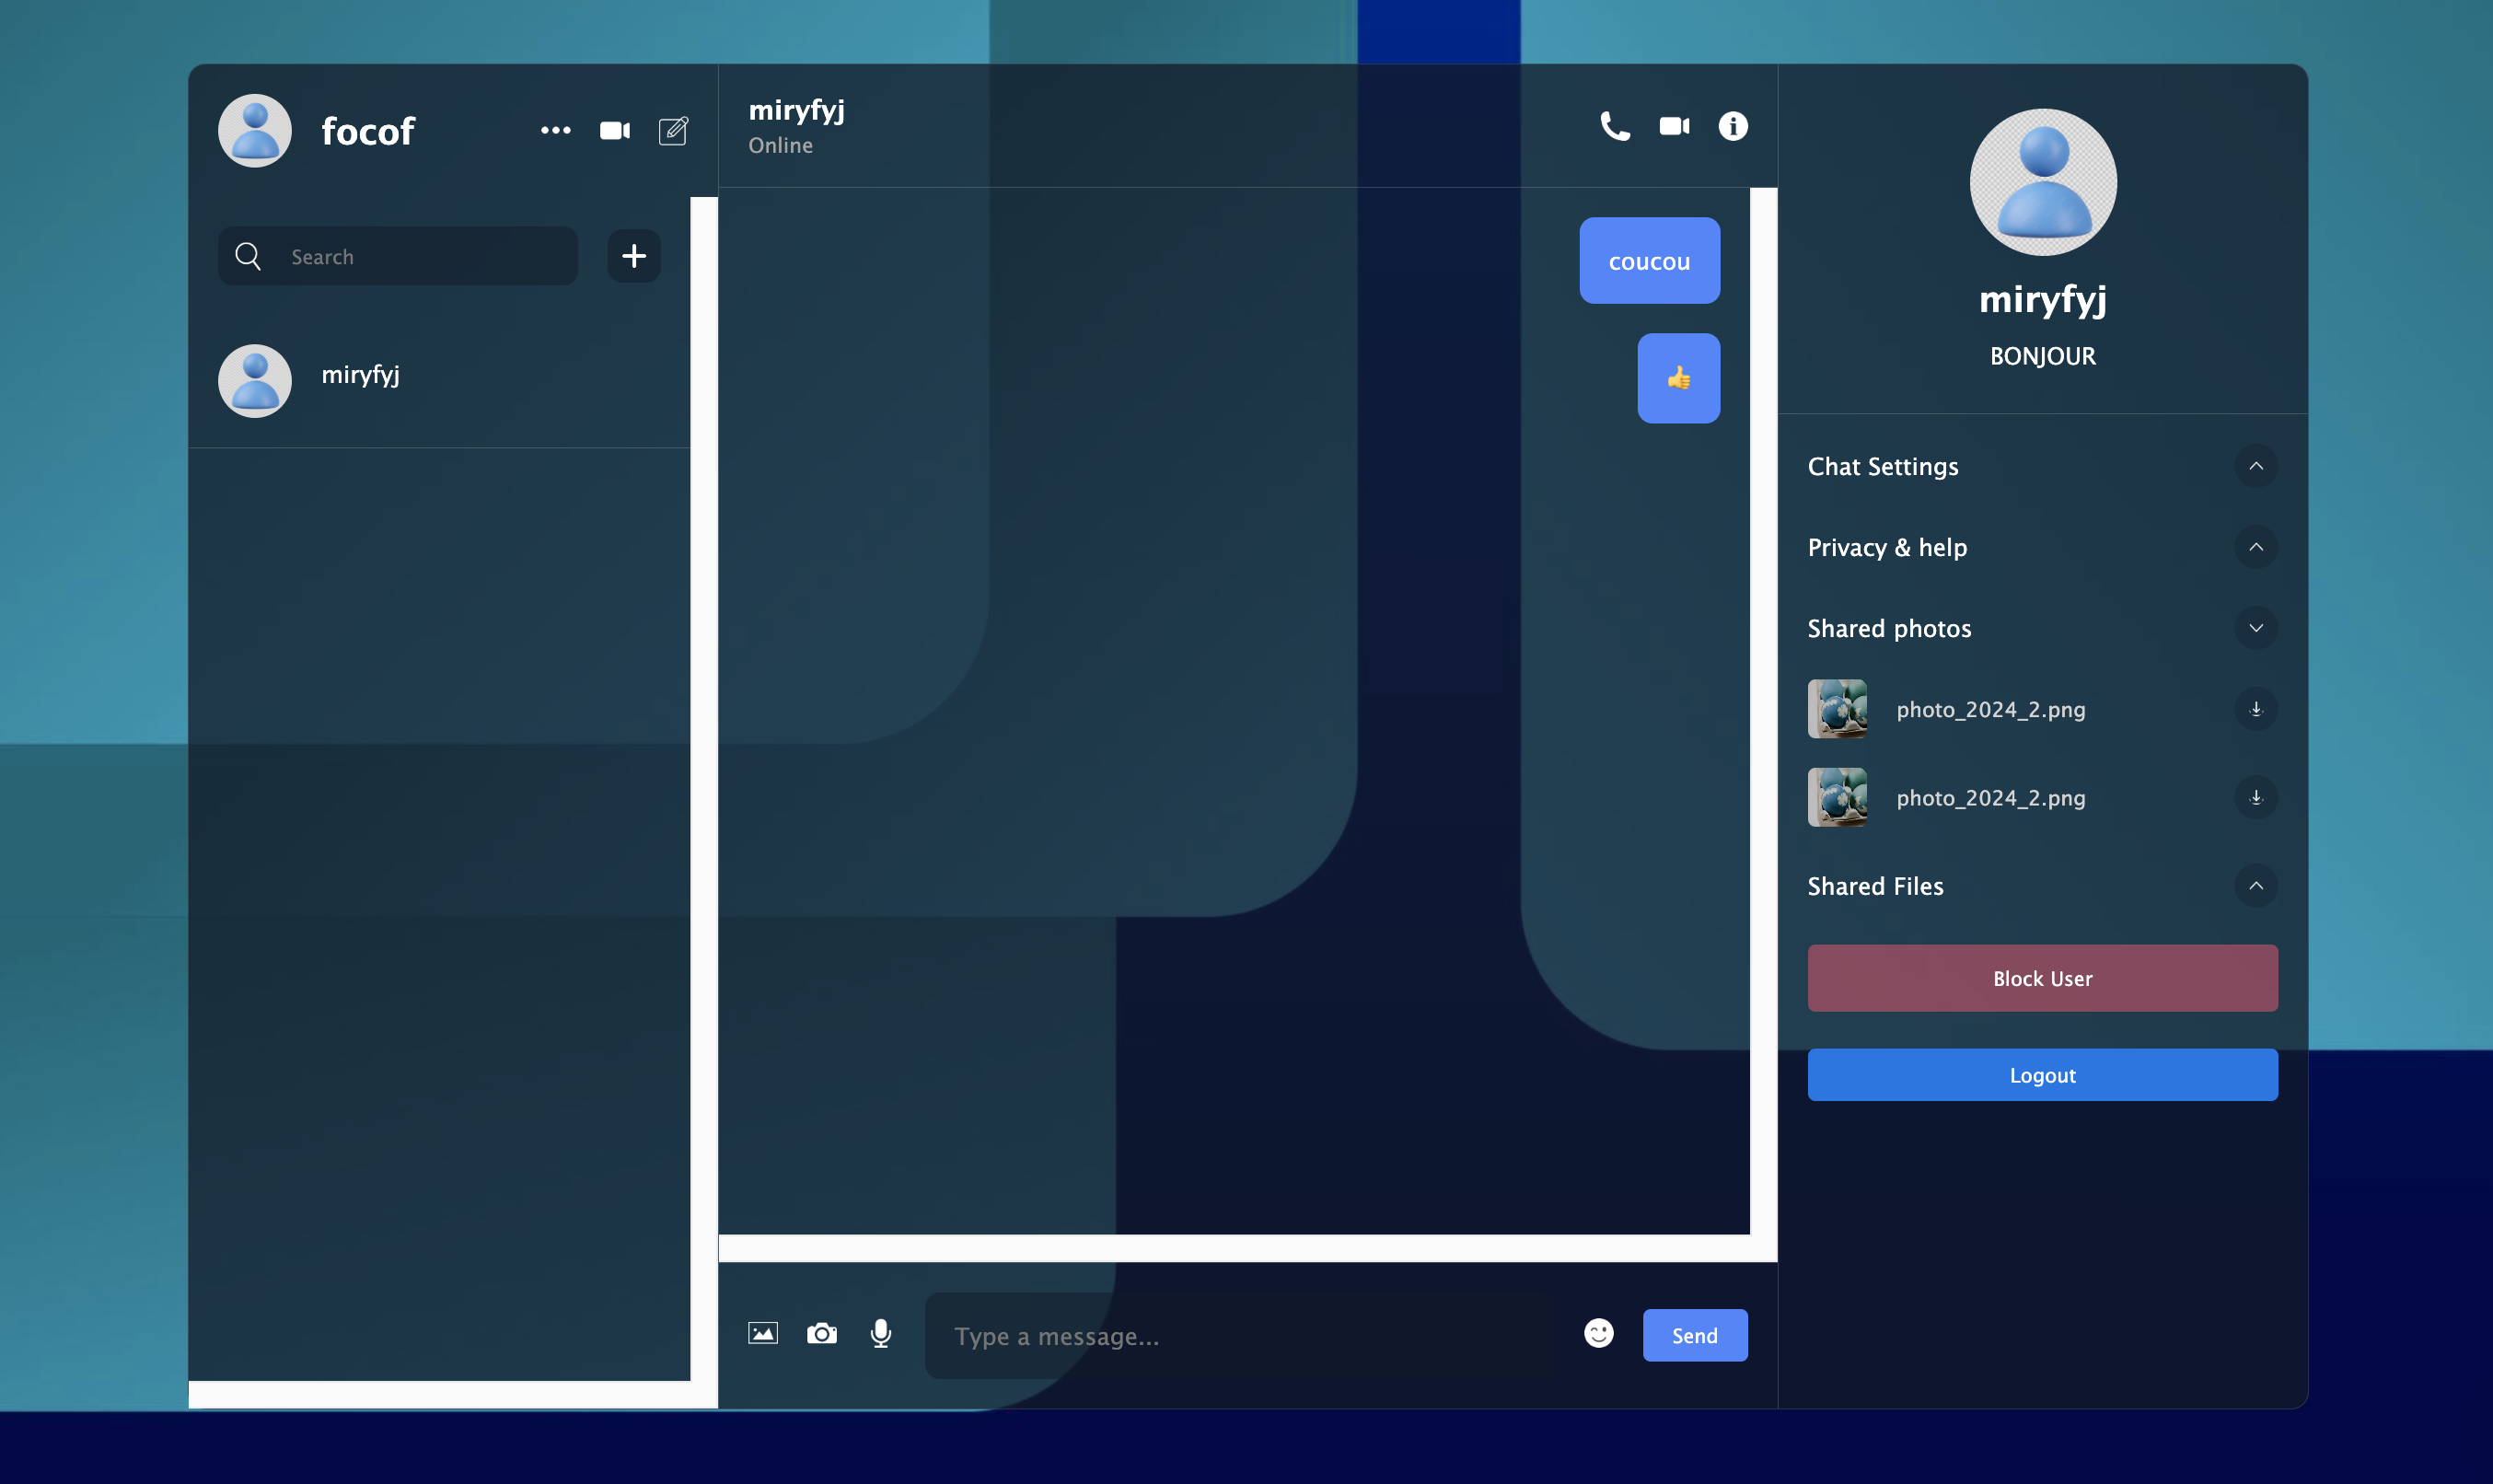 focof
Search
miryfyj
miryfyj
Online
coucou
👍
Type a message...
Send
miryfyj
BONJOUR
Chat Settings
Privacy & help
Shared photos
photo_2024_2.png
photo_2024_2.png
Shared Files
Block User
Logout